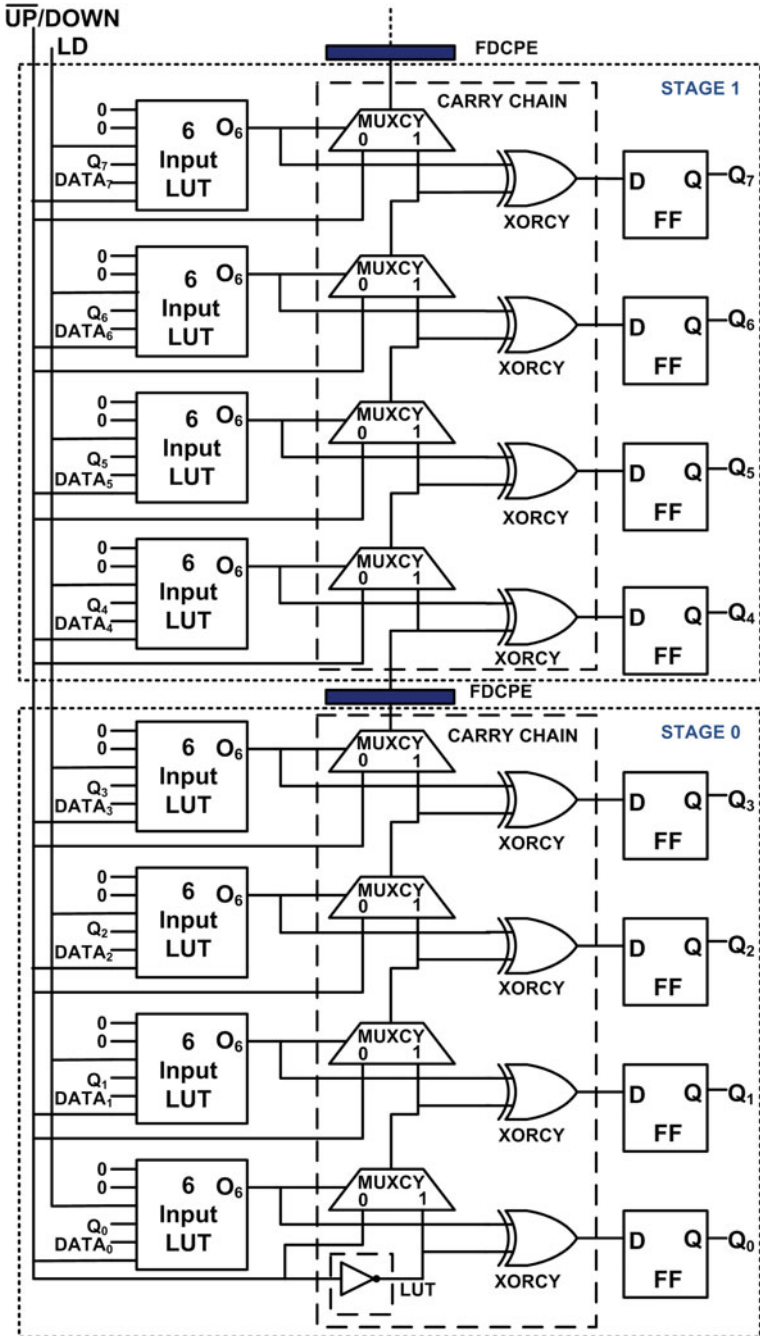 UP/DOWN
LD
FDCPE
STAGE 1
CARRY CHAIN
0
0
Q7
DATA7
6 Input LUT
O6
MUXCY
0 1
XORCY
D Q
FF
Q7
0
0
Q6
DATA6
6 Input LUT
O6
MUXCY
0 1
XORCY
D Q
FF
Q6
0
0
Q5
DATA5
6 Input LUT
O6
MUXCY
0 1
XORCY
D Q
FF
Q5
0
0
Q4
DATA4
6 Input LUT
O6
MUXCY
0 1
XORCY
D Q
FF
Q4
FDCPE
STAGE 0
CARRY CHAIN
0
0
Q3
DATA3
6 Input LUT
O6
MUXCY
0 1
XORCY
D Q
FF
Q3
0
0
Q2
DATA2
6 Input LUT
O6
MUXCY
0 1
XORCY
D Q
FF
Q2
0
0
Q1
DATA1
6 Input LUT
O6
MUXCY
0 1
XORCY
D Q
FF
Q1
0
0
Q0
DATA0
6 Input LUT
O6
MUXCY
0 1
LUT
XORCY
D Q
FF
Q0